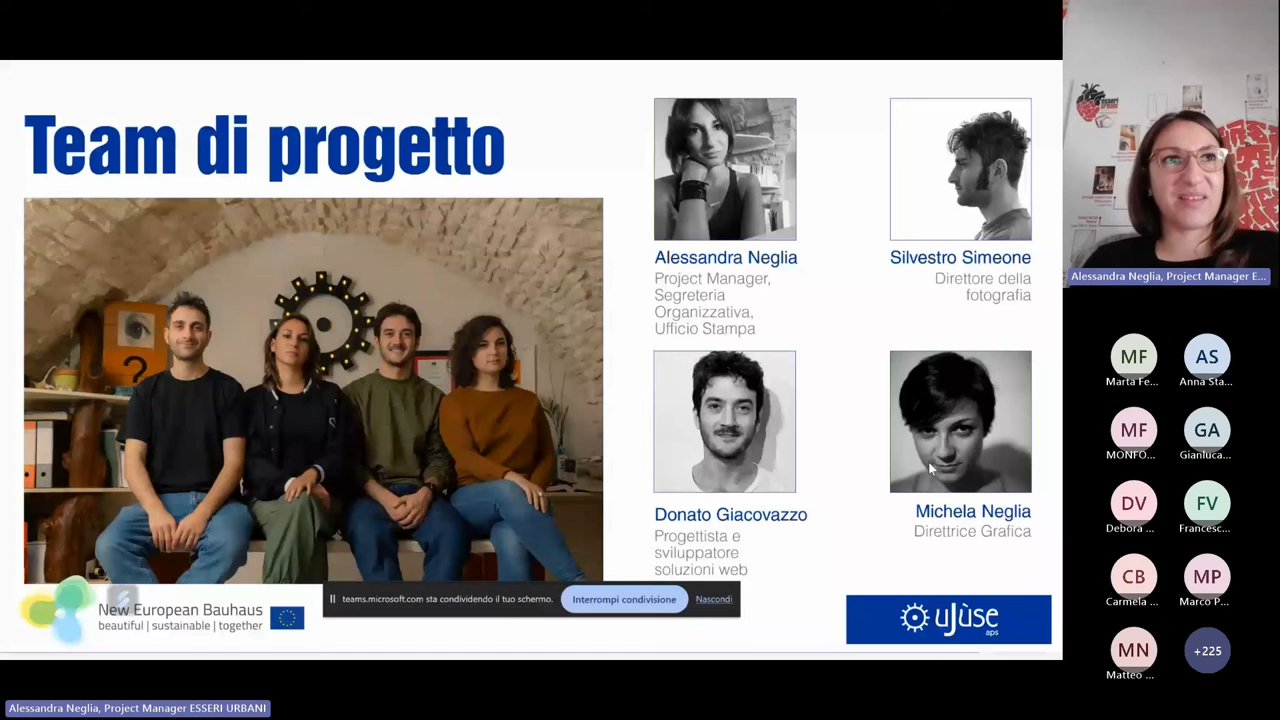 Team di progetto
?
Alessandra Neglia
Project Manager,
Segreteria
Organizzativa,
Ufficio Stampa
Silvestro Simeone
Direttore della
fotografia
Donato Giacovazzo
Progettista e
sviluppatore
soluzioni web
Michela Neglia
Direttrice Grafica
New European Bauhaus
beautiful | sustainable | together
teams.microsoft.com sta condividendo il tuo schermo.
Interrompi condivisione
Nascondi
uJùse
aps
Alessandra Neglia, Project Manager E...
MF
AS
Marta Fe...
Anna Sta...
MF
GA
MONFO...
Gianluca...
DV
FV
Debora ...
Francesc...
CB
MP
Carmela ...
Marco P...
MN
+225
Matteo ...
Alessandra Neglia, Project Manager ESSERI URBANI